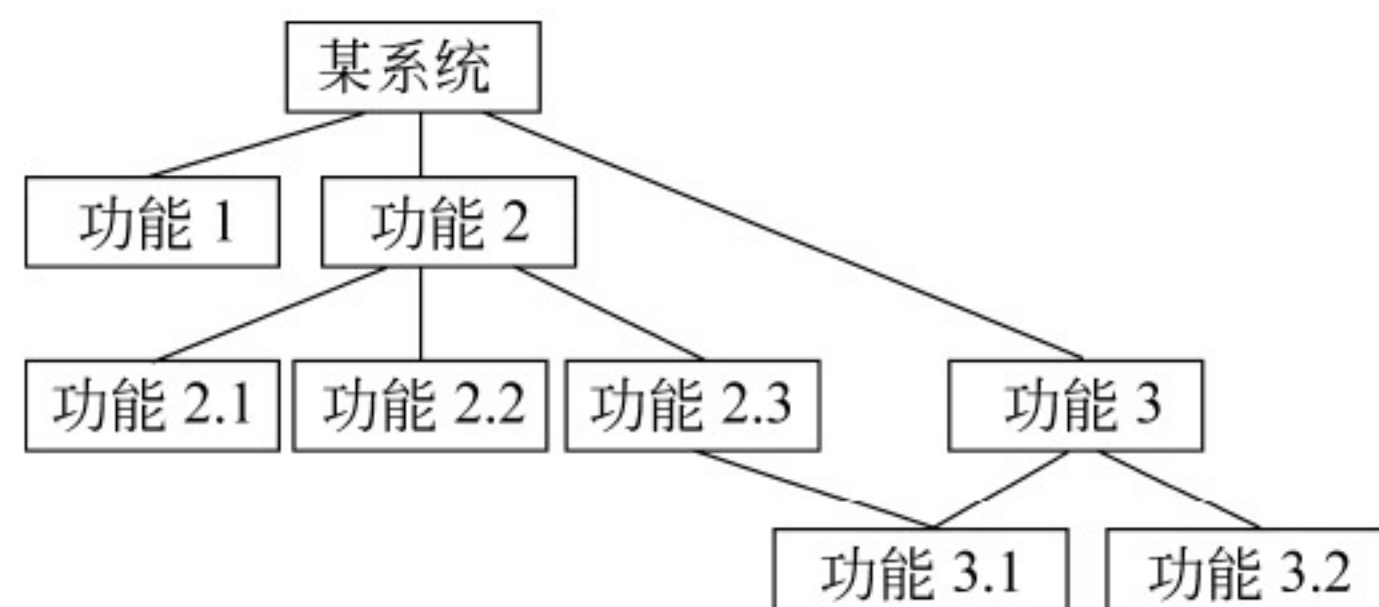 某系统
功能 1
功能 2
功能 2.1
功能 2.2
功能 2.3
功能 3
功能 3.1
功能 3.2